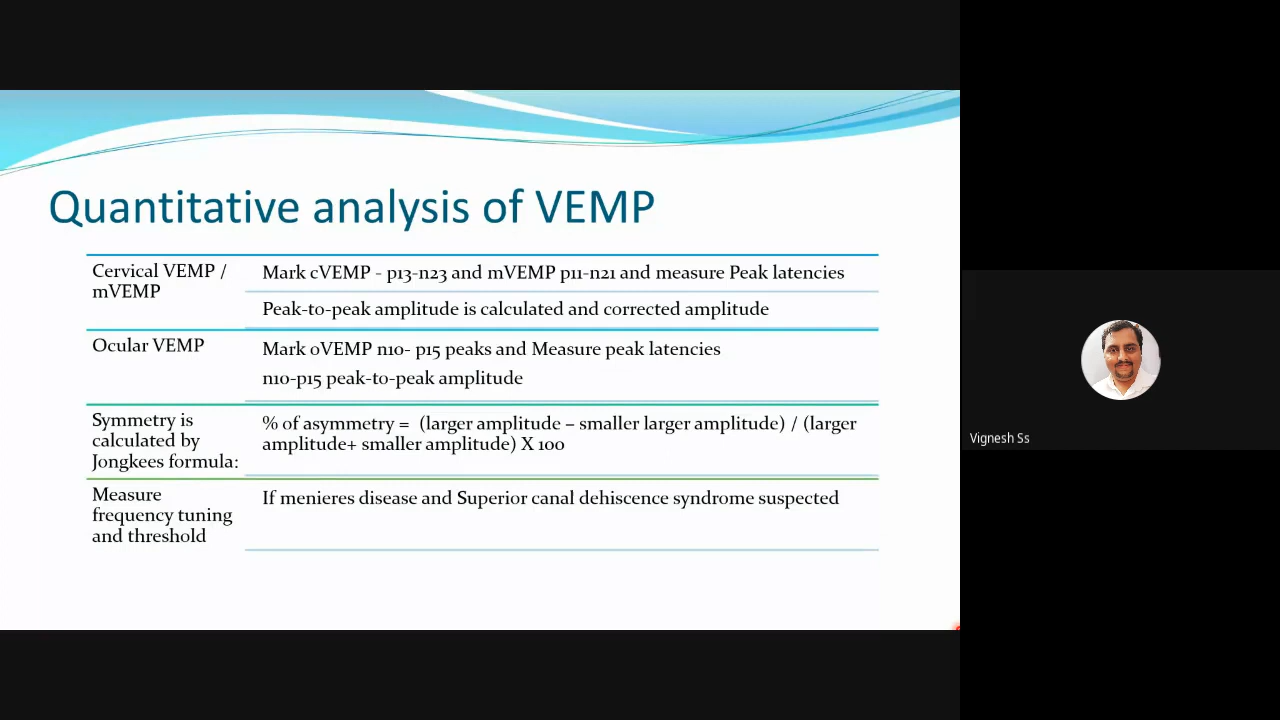 Quantitative analysis of VEMP
Cervical VEMP /
mVEMP
Mark cVEMP - p13-n23 and mVEMP p11-n21 and measure Peak latencies
Peak-to-peak amplitude is calculated and corrected amplitude
Ocular VEMP
Mark oVEMP n10- p15 peaks and Measure peak latencies
n10-p15 peak-to-peak amplitude
Symmetry is
calculated by
Jongkees formula:
% of asymmetry = (larger amplitude – smaller larger amplitude) / (larger
amplitude+ smaller amplitude) X 100
Measure
frequency tuning
and threshold
If menieres disease and Superior canal dehiscence syndrome suspected
Vignesh Ss